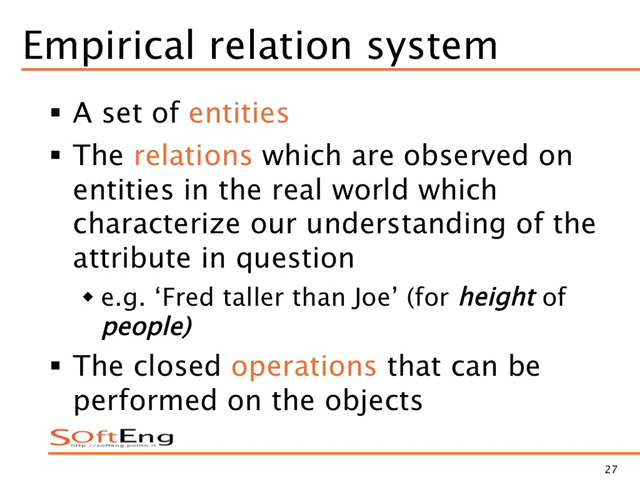 Empirical relation system
▪ A set of entities
▪ The relations which are observed on
entities in the real world which
characterize our understanding of the
attribute in question
◆ e.g. ‘Fred taller than Joe’ (for height of
people)
▪ The closed operations that can be
performed on the objects
SOftEng
http://softeng.polito.it
27